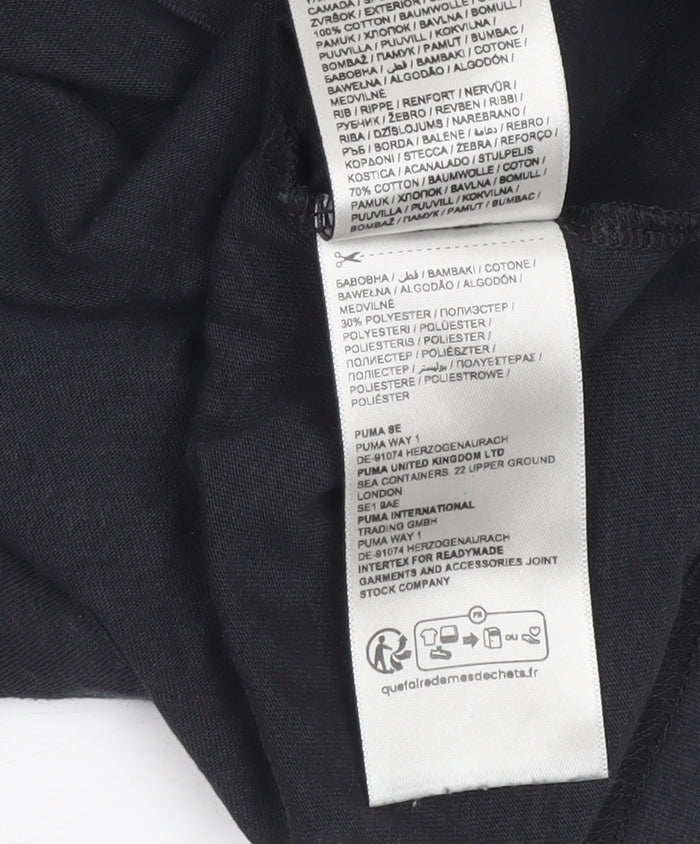 CAMADA /
ZVRŠOK / EXTERIOR /
100% COTTON / BAUMWOLLE /
PAMUK / ХЛОПОК / BAVLNA / BOMULL /
PUUVILLA / PUUVILL / KOKVILNA /
BOMBAŽ / ПАМУК / PAMUT / BUMBAC /
БАВОВНА / قطن / BAMBAKI / COTONE /
BAWEŁNA / ALGODÃO / ALGODÓN /
MEDVILNĖ
RIB / RIPPE / RENFORT / NERVÜR /
РУБЧИК / ŽEBRO / REVBEN / RIBBI /
RIBA / DZĪSLOJUMS / NAREBRANO /
РЪБ / BORDA / BALENE / دعامة / REBRO /
КОРДОНІ / STECCA / ŻEBRA / REFORÇO /
KOSTICA / ACANALADO / STULPELIS
70% COTTON / BAUMWOLLE / COTON /
PAMUK / ХЛОПОК / BAVLNA / BOMULL /
PUUVILLA / PUUVILL / KOKVILNA /
BOMBAŽ / ПАМУК / PAMUT / BUMBAC /
БАВОВНА / قطن / BAMBAKI / COTONE /
BAWEŁNA / ALGODÃO / ALGODÓN /
MEDVILNĖ
30% POLYESTER / ПОЛИЭСТЕР /
POLYESTERI / POLÜESTER /
POLIESTERIS / POLIESTER /
ПОЛИЕСТЕР / POLIÉSZTER /
ПОЛІЕСТЕР / بوليستر / ΠΟΛΥΕΣΤΕΡΑΣ /
POLIESTERE / POLIESTROWE /
POLIÉSTER
PUMA SE
PUMA WAY 1
DE-91074 HERZOGENAURACH
PUMA UNITED KINGDOM LTD
SEA CONTAINERS. 22 UPPER GROUND
LONDON
SE1 9AE
PUMA INTERNATIONAL
TRADING GMBH
PUMA WAY 1
DE-91074 HERZOGENAURACH
INTERTEX FOR READYMADE
GARMENTS AND ACCESSORIES JOINT
STOCK COMPANY
FR
OU
quefairedemesdechets.fr